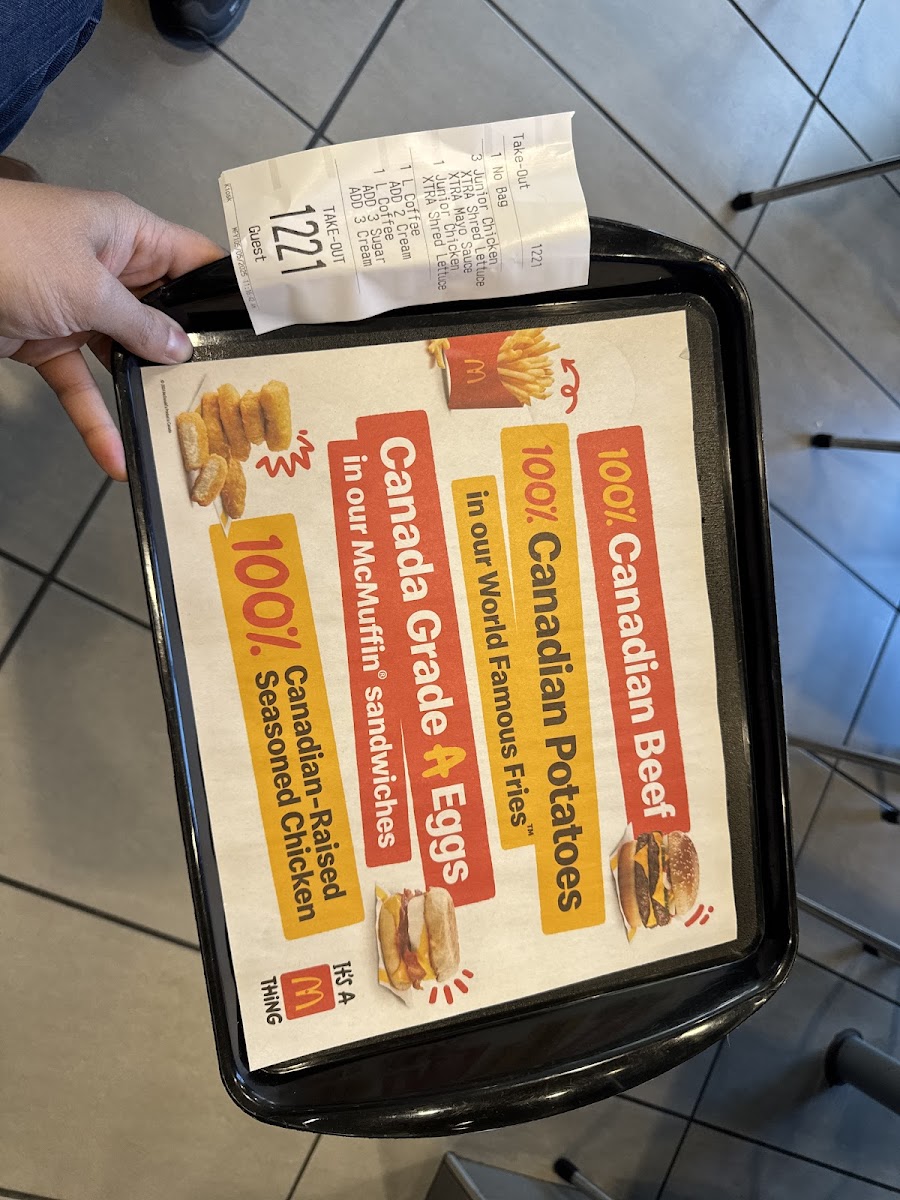 Take-Out 1221
1 No Bag
3 Junior Chicken
XTRA Shred Lettuce
XTRA Mayo Sauce
1 Junior Chicken
XTRA Shred Lettuce
1 L Coffee
ADD 2 Cream
1 L Coffee
ADD 3 Sugar
ADD 3 Cream
TAKE-OUT
1221
Guest
100% Canadian Beef
100% Canadian Potatoes
in our World Famous Fries™
Canada Grade A Eggs
in our McMuffin® sandwiches
100% Canadian-Raised
Seasoned Chicken
IT'S A
M
THiNG